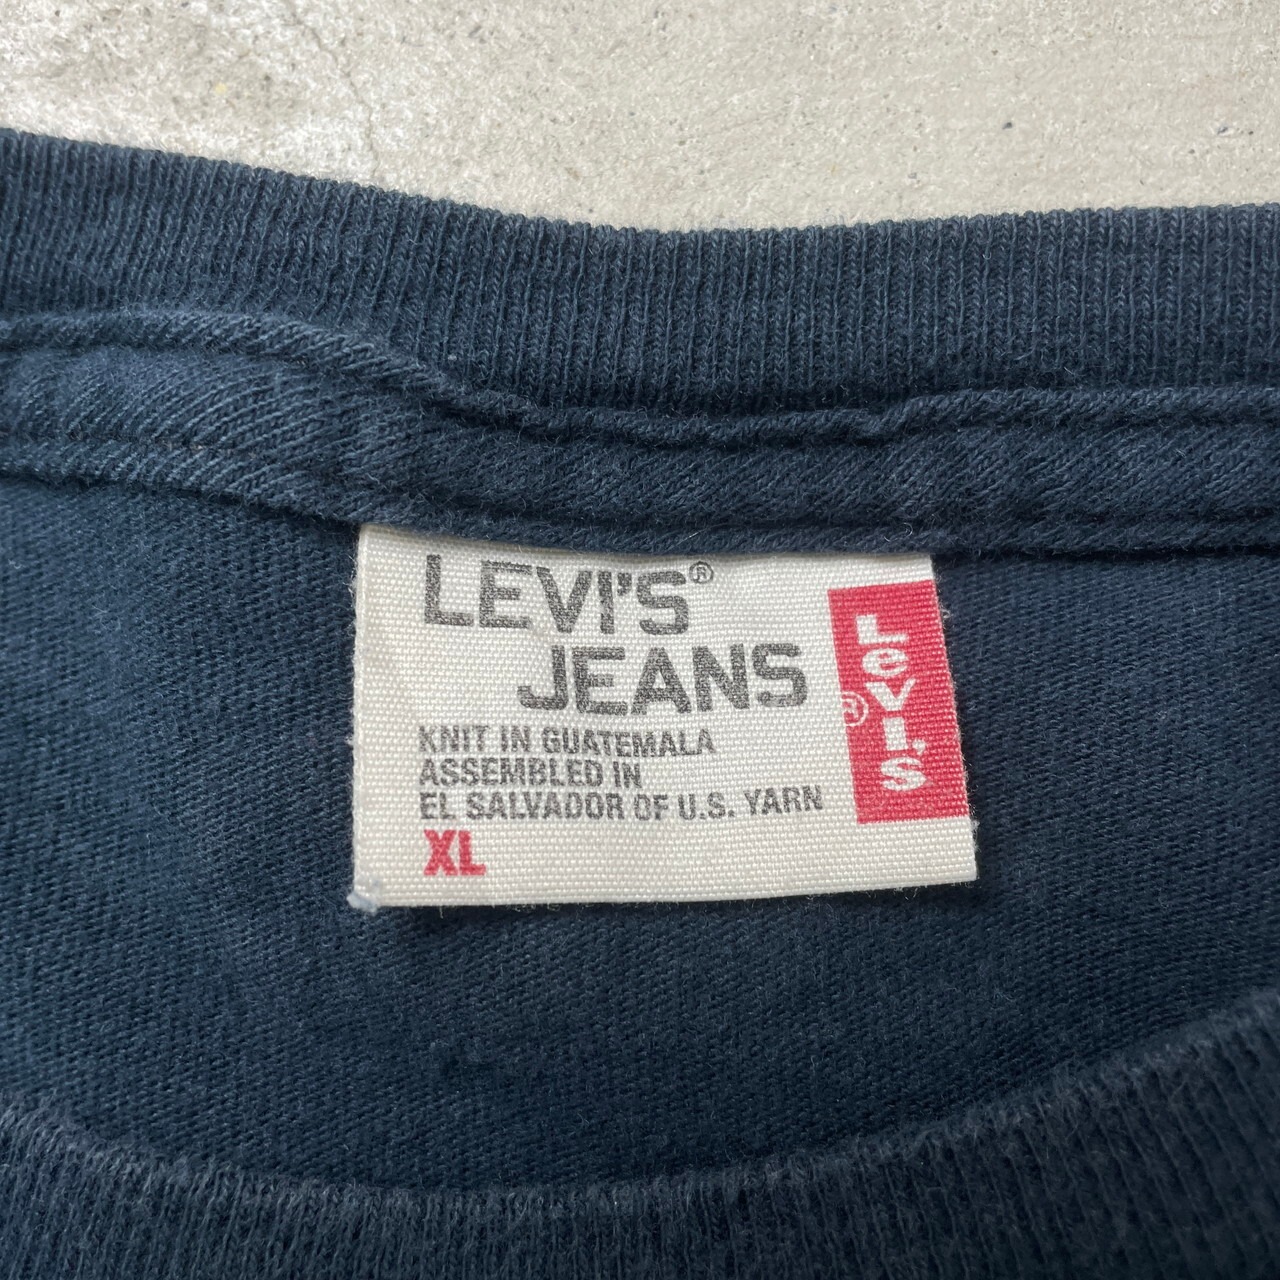 LEVI'S®
JEANS
KNIT IN GUATEMALA
ASSEMBLED IN
EL SALVADOR OF U.S. YARN
XL
LeVI'S
®